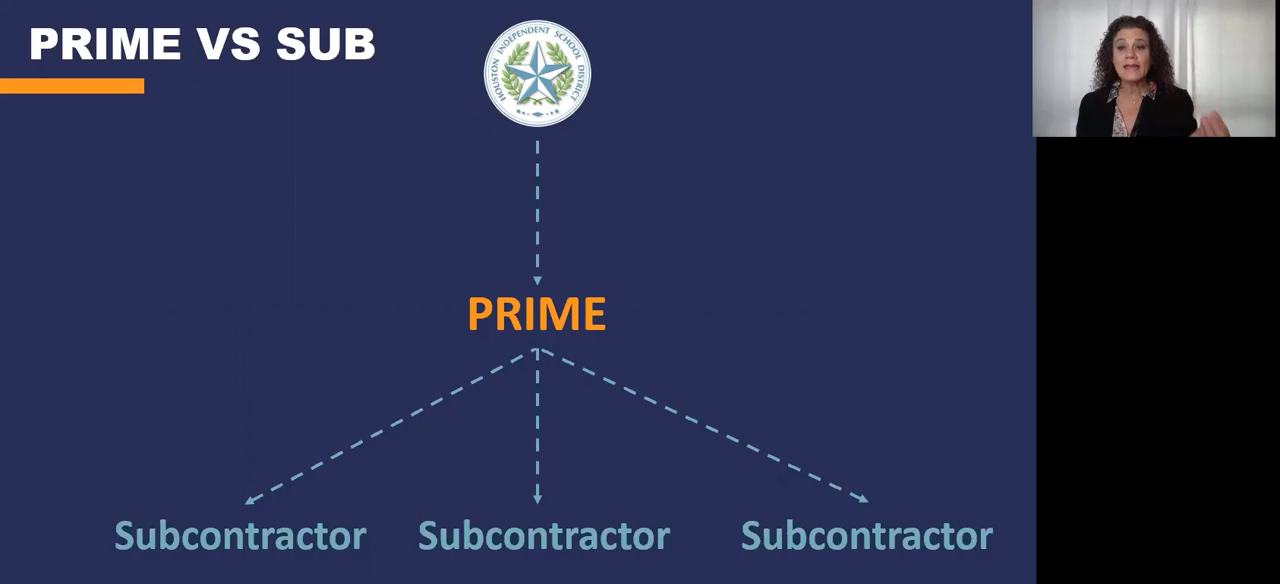 PRIME VS SUB
HOUSTON INDEPENDENT SCHOOL DISTRICT
PRIME
Subcontractor Subcontractor Subcontractor